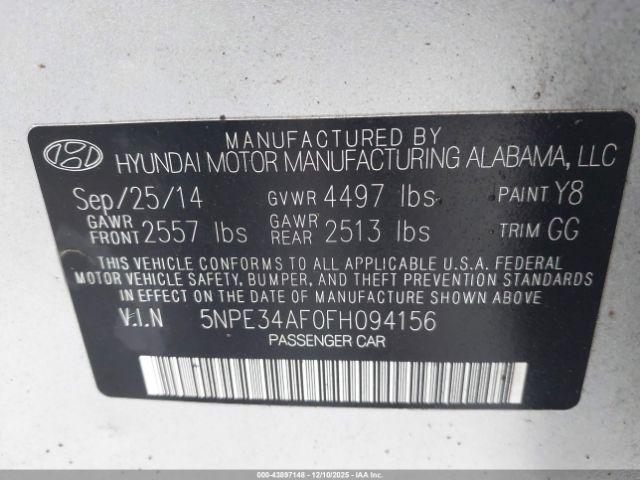 MANUFACTURED BY
HYUNDAI MOTOR MANUFACTURING ALABAMA, LLC
Sep/25/14 GVWR 4497 lbs PAINT Y8
GAWR FRONT 2557 lbs GAWR REAR 2513 lbs TRIM GG
THIS VEHICLE CONFORMS TO ALL APPLICABLE U.S.A. FEDERAL
MOTOR VEHICLE SAFETY, BUMPER, AND THEFT PREVENTION STANDARDS
IN EFFECT ON THE DATE OF MANUFACTURE SHOWN ABOVE.
V.I.N 5NPE34AF0FH094156
PASSENGER CAR
000-43897148 - 12/10/2025 - IAAI.COM